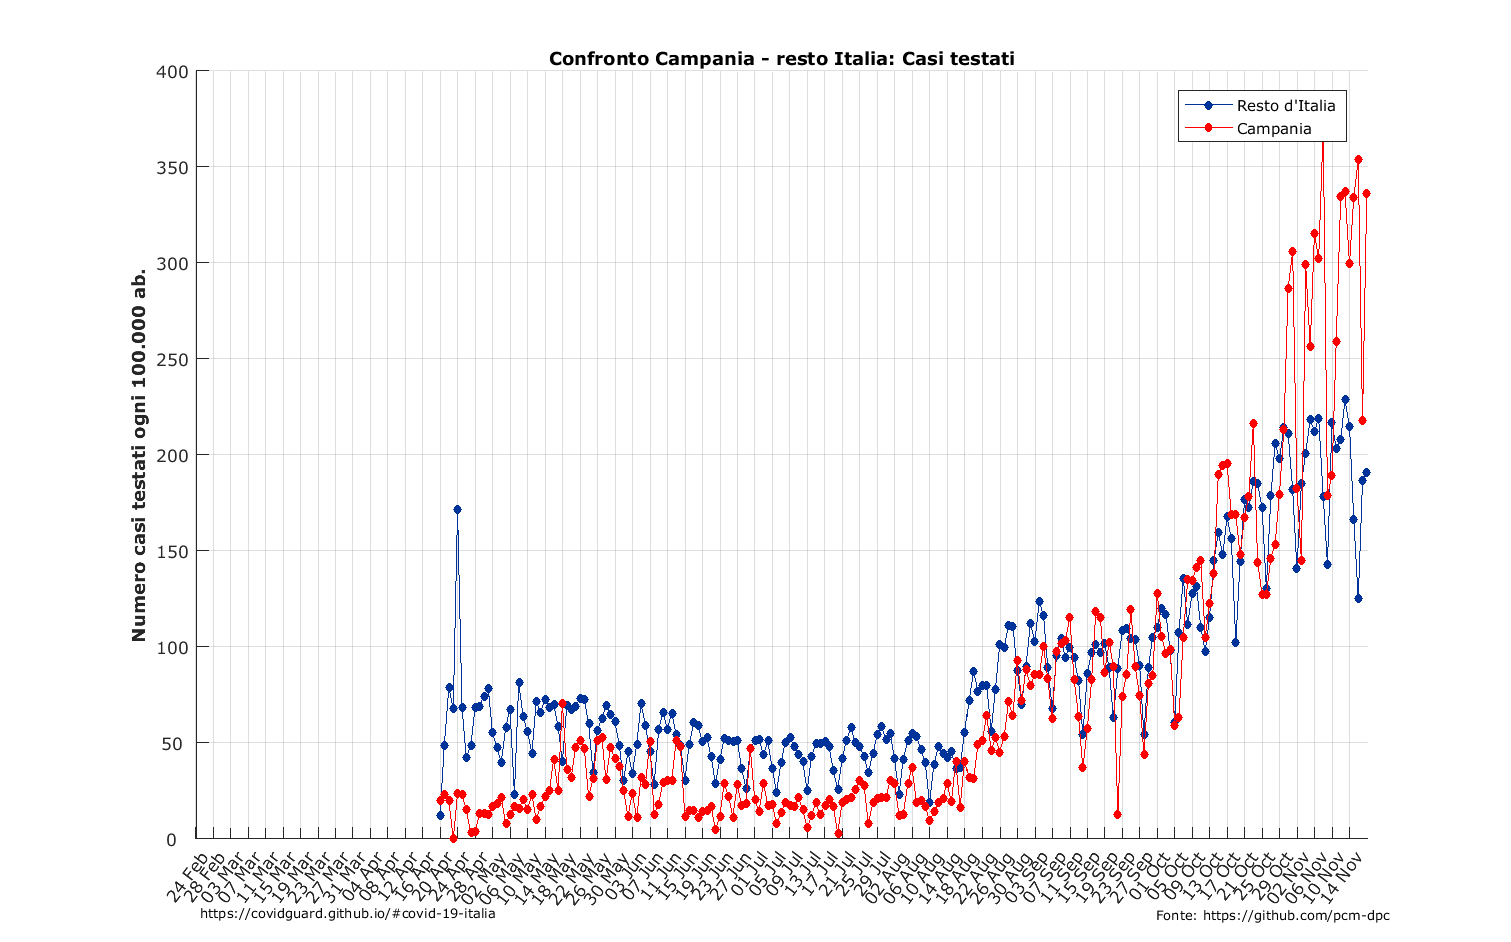 Confronto Campania - resto Italia: Casi testati
Resto d'Italia
Campania
Numero casi testati ogni 100.000 ab.
400
350
300
250
200
150
100
50
0
24 Feb
28 Feb
03 Mar
07 Mar
11 Mar
15 Mar
19 Mar
23 Mar
27 Mar
31 Mar
04 Apr
08 Apr
12 Apr
16 Apr
20 Apr
24 Apr
28 Apr
02 May
06 May
10 May
14 May
18 May
22 May
26 May
30 May
03 Jun
07 Jun
11 Jun
15 Jun
19 Jun
23 Jun
27 Jun
01 Jul
05 Jul
09 Jul
13 Jul
17 Jul
21 Jul
25 Jul
29 Jul
02 Aug
06 Aug
10 Aug
14 Aug
18 Aug
22 Aug
26 Aug
30 Aug
03 Sep
07 Sep
11 Sep
15 Sep
19 Sep
23 Sep
27 Sep
01 Oct
05 Oct
09 Oct
13 Oct
17 Oct
21 Oct
25 Oct
29 Oct
02 Nov
06 Nov
10 Nov
14 Nov
https://covidguard.github.io/#covid-19-italia
Fonte: https://github.com/pcm-dpc